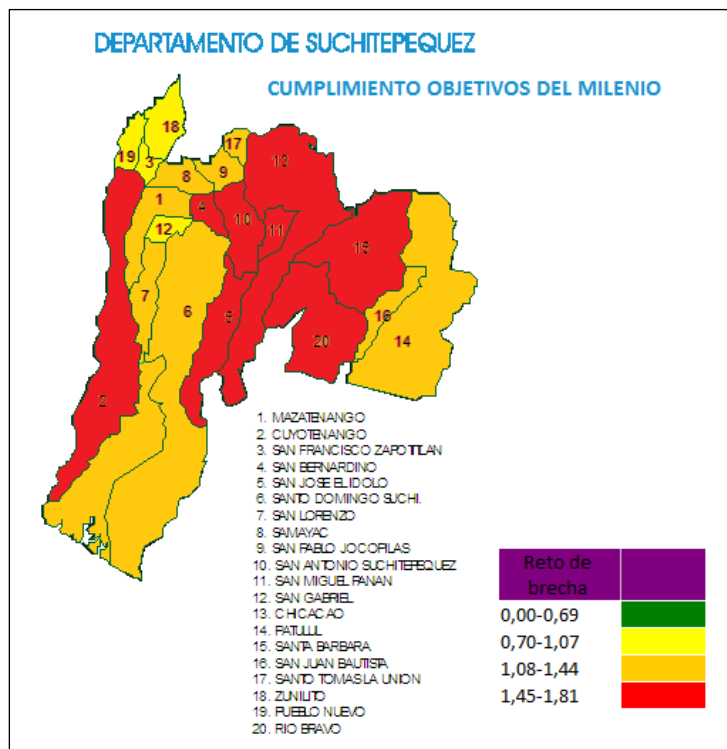 DEPARTAMENTO DE SUCHITEPEQUEZ
CUMPLIMIENTO OBJETIVOS DEL MILENIO
18
17
19
3
13
8
9
1
4
10
11
12
15
7
6
5
16
20
14
2
1. MAZATENANGO
2. CUYOTENANGO
3. SAN FRANCISCO ZAPOTITLAN
4. SAN BERNARDINO
5. SAN JOSE EL IDOLO
6. SANTO DOMINGO SUCHI.
7. SAN LORENZO
8. SAMAYAC
9. SAN PABLO JOCOPILAS
10. SAN ANTONIO SUCHITEPEQUEZ
11. SAN MIGUEL PANAN
12. SAN GABRIEL
13. CHICACAO
14. PATULUL
15. SANTA BARBARA
16. SAN JUAN BAUTISTA
17. SANTO TOMAS LA UNION
18. ZUNILITO
19. PUEBLO NUEVO
20. RIO BRAVO
Reto de
brecha
0,00-0,69
0,70-1,07
1,08-1,44
1,45-1,81